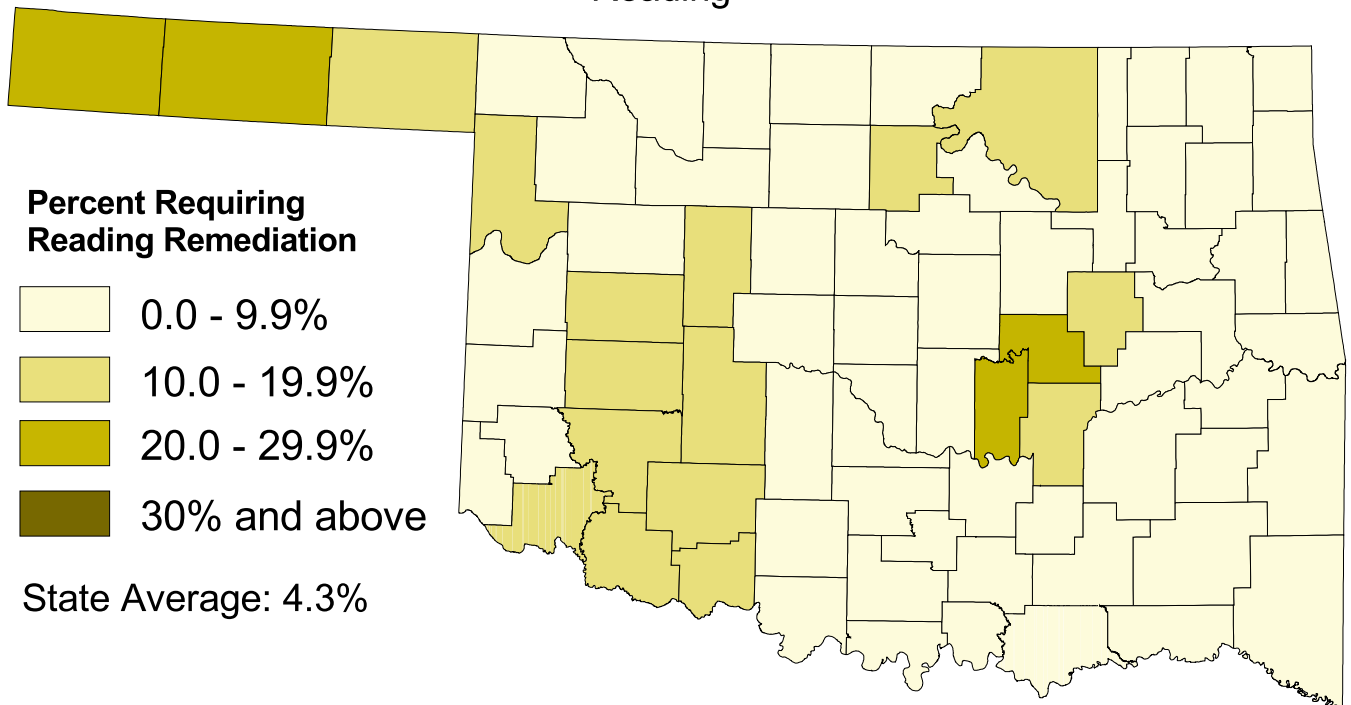 Reading
Percent Requiring
Reading Remediation
0.0 - 9.9%
10.0 - 19.9%
20.0 - 29.9%
30% and above
State Average: 4.3%